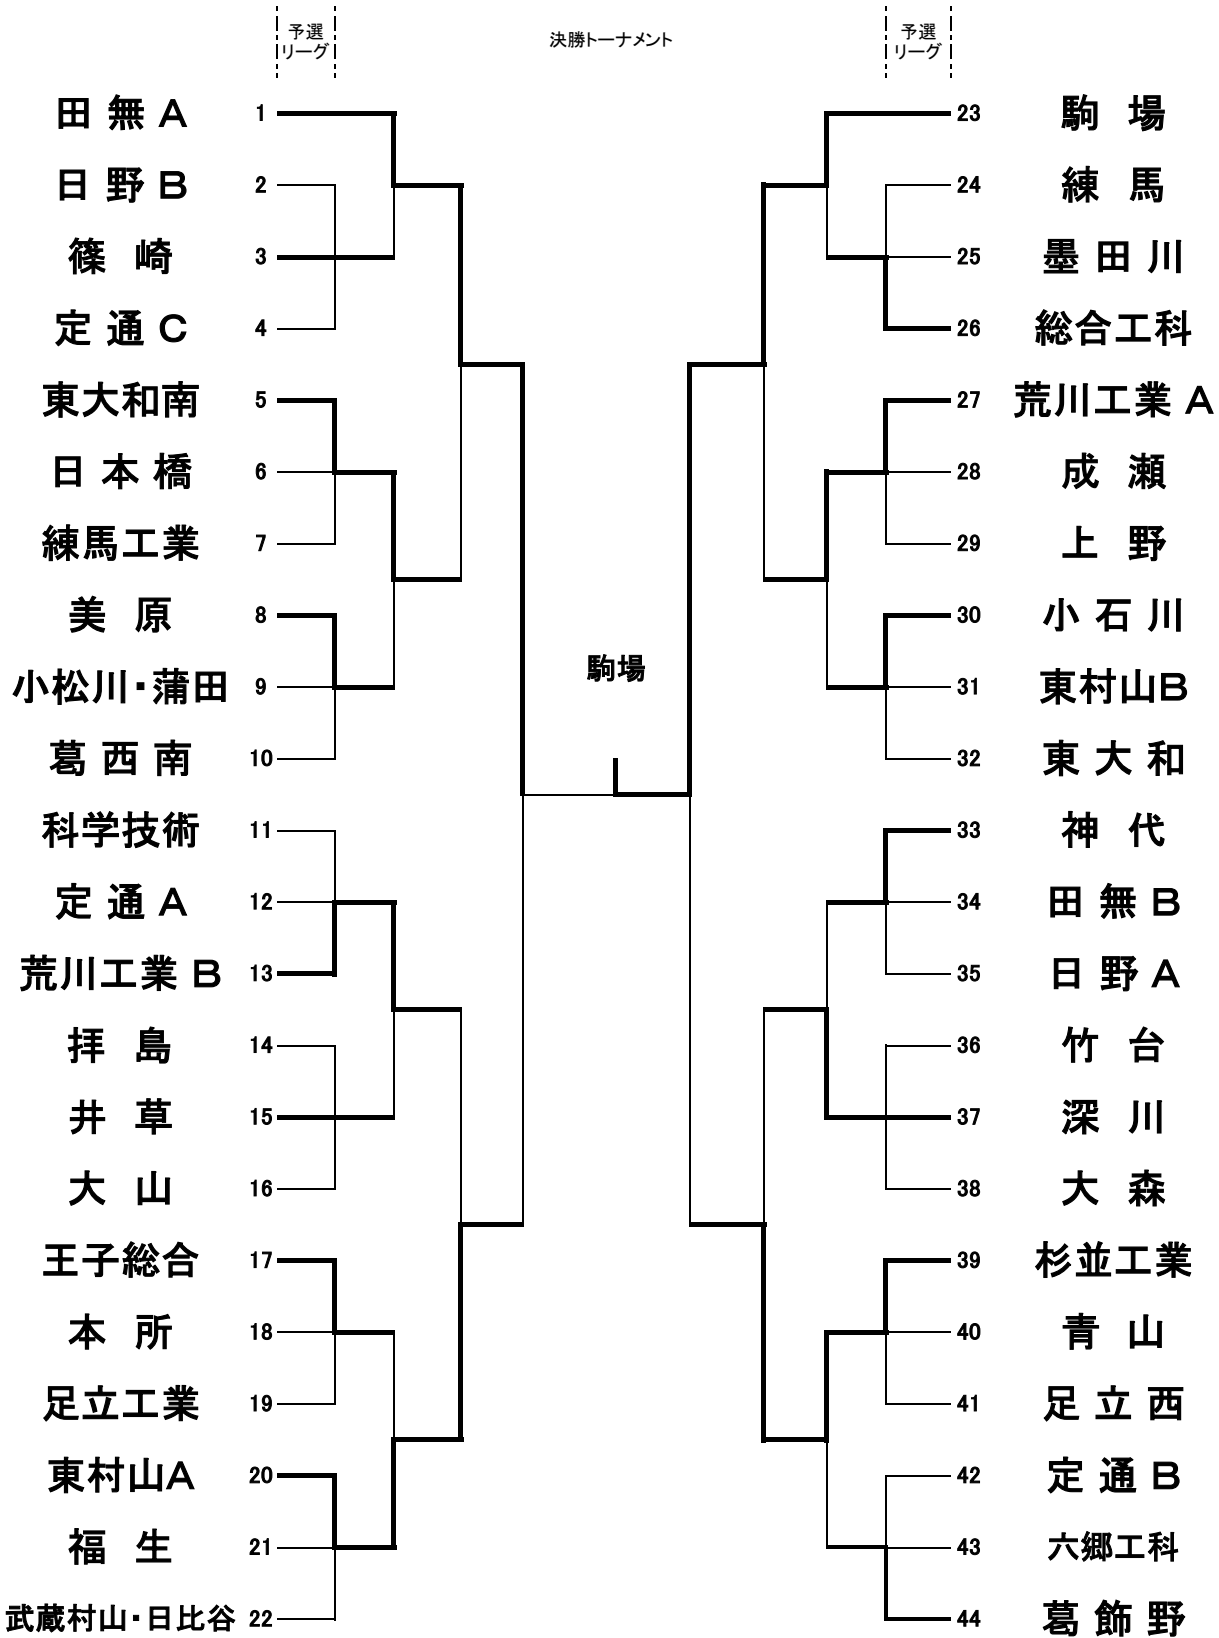 予選
リーグ
決勝トーナメント
予選
リーグ
田無A 1
日野B 2
篠崎 3
定通C 4
東大和南 5
日本橋 6
練馬工業 7
美原 8
小松川・蒲田 9
葛西南 10
科学技術 11
定通A 12
荒川工業B 13
拝島 14
井草 15
大山 16
王子総合 17
本所 18
足立工業 19
東村山A 20
福生 21
武蔵村山・日比谷 22
駒場
23 駒場
24 練馬
25 墨田川
26 総合工科
27 荒川工業A
28 成瀬
29 上野
30 小石川
31 東村山B
32 東大和
33 神代
34 田無B
35 日野A
36 竹台
37 深川
38 大森
39 杉並工業
40 青山
41 足立西
42 定通B
43 六郷工科
44 葛飾野